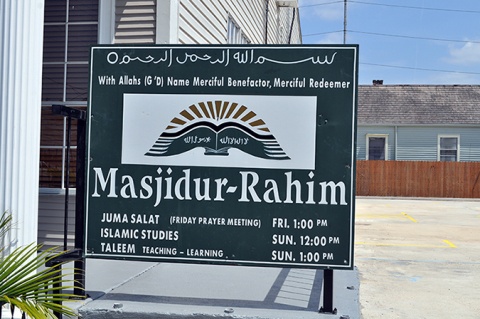 بسم الله الرحمن الرحيم
With Allahs (G'D) Name Merciful Benefactor, Merciful Redeemer
Masjidur-Rahim
JUMA SALAT (FRIDAY PRAYER MEETING) FRI. 1:00 PM
ISLAMIC STUDIES SUN. 12:00 PM
TALEEM TEACHING – LEARNING SUN. 1:00 PM